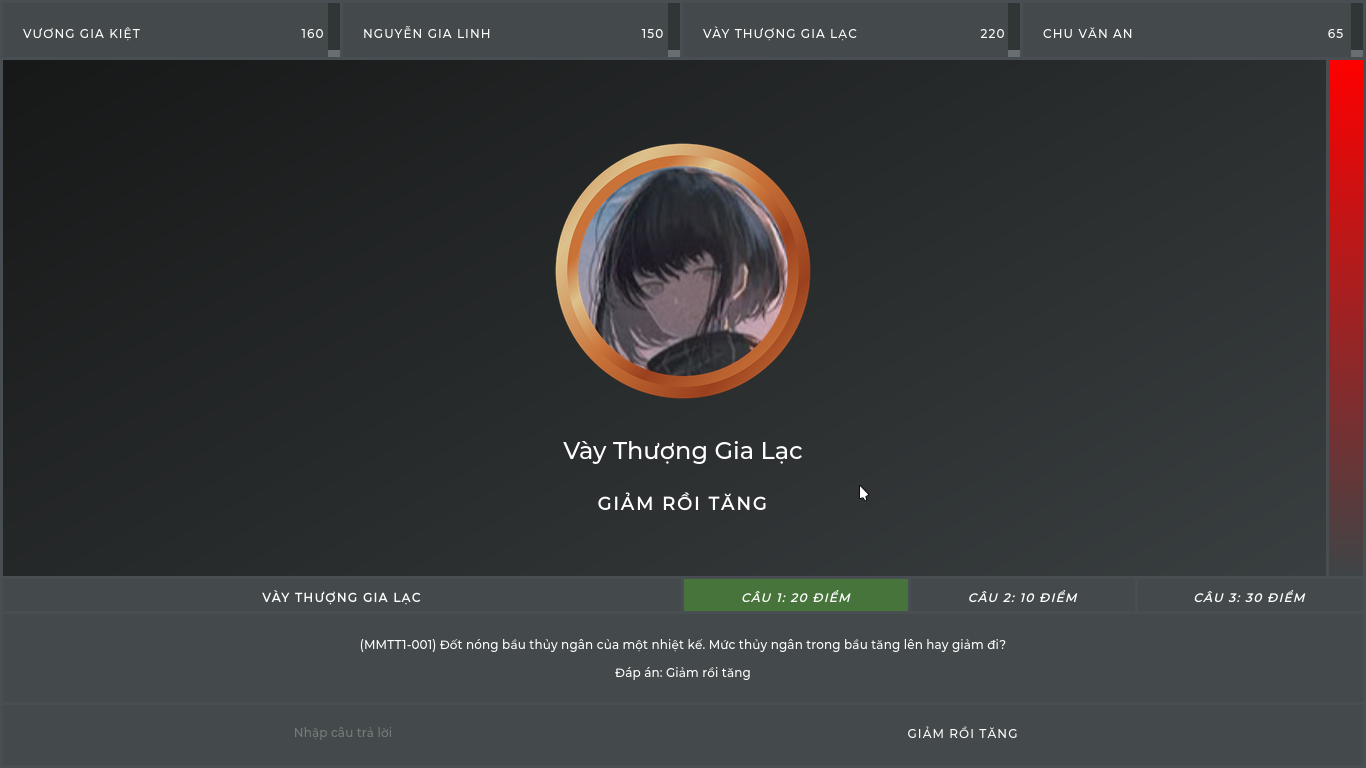 VƯƠNG GIA KIỆT 160 NGUYỄN GIA LINH 150 VÀY THƯỢNG GIA LẠC 220 CHU VĂN AN 65
Vày Thượng Gia Lạc
GIẢM RỒI TĂNG
VÀY THƯỢNG GIA LẠC CÂU 1: 20 ĐIỂM CÂU 2: 10 ĐIỂM CÂU 3: 30 ĐIỂM
(MMTT1-001) Đốt nóng bầu thủy ngân của một nhiệt kế. Mức thủy ngân trong bầu tăng lên hay giảm đi?
Đáp án: Giảm rồi tăng
Nhập câu trả lời GIẢM RỒI TĂNG